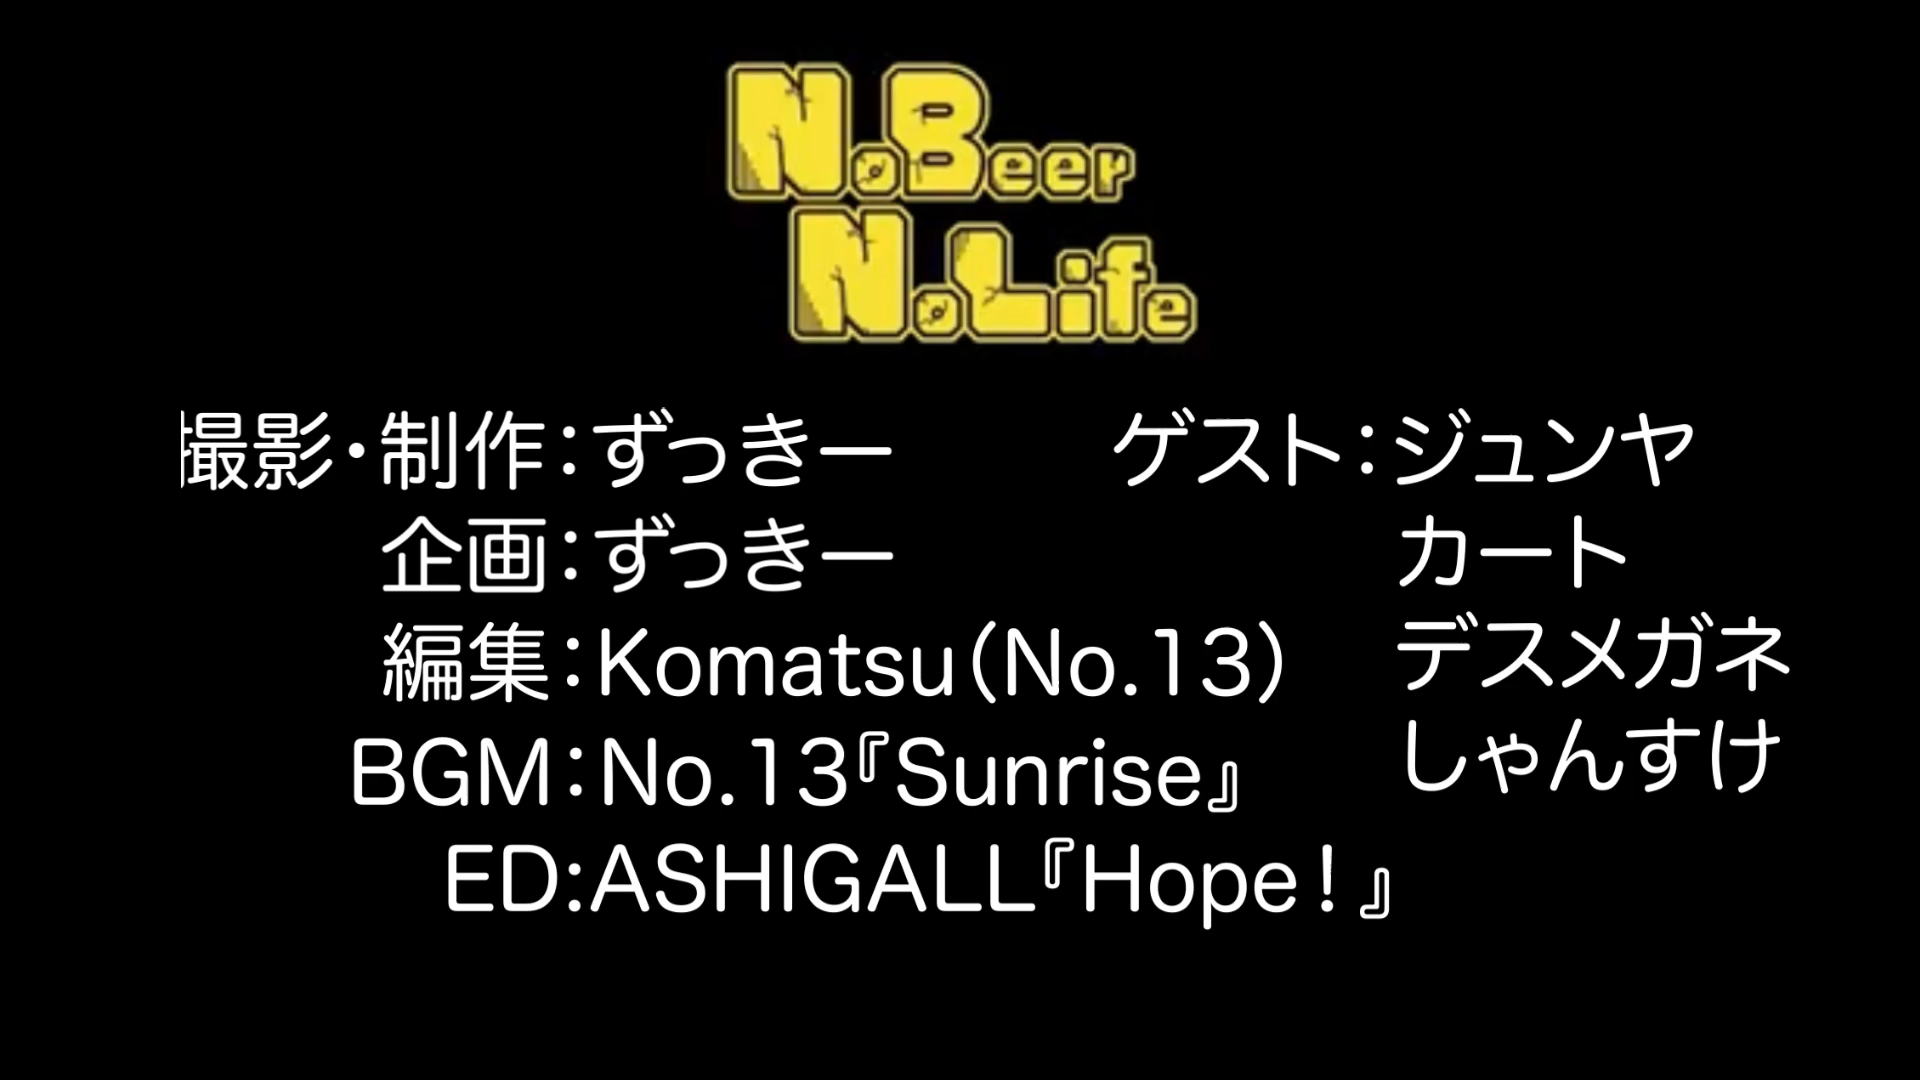 No Beer
No Life
撮影・制作：ずっきー
企画：ずっきー
編集：Komatsu（No.13）
BGM：No.13『Sunrise』
ED:ASHIGALL『Hope！』
ゲスト：ジュンヤ
カート
デスメガネ
しゃんすけ